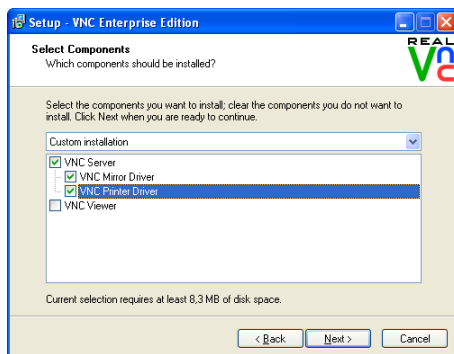 Setup - VNC Enterprise Edition
Select Components
Which components should be installed?
REAL
VNC
Select the components you want to install; clear the components you do not want to
install. Click Next when you are ready to continue.
Custom installation
VNC Server
VNC Mirror Driver
VNC Printer Driver
VNC Viewer
Current selection requires at least 8,3 MB of disk space.
< Back
Next >
Cancel